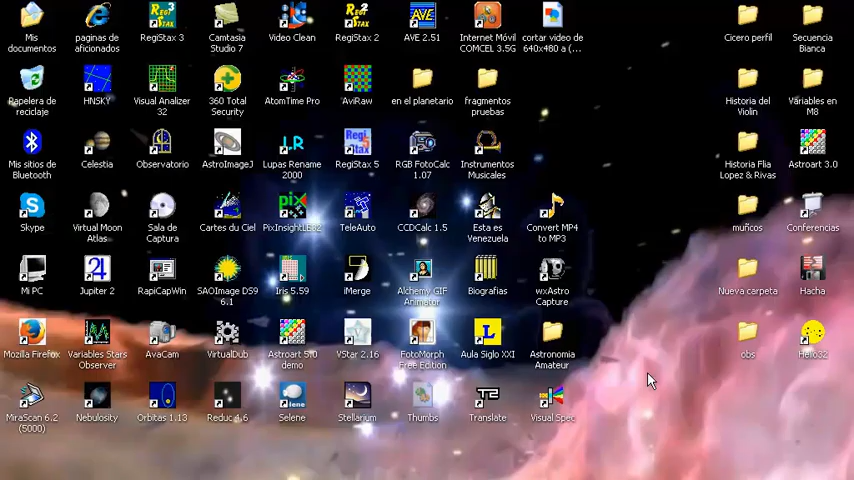 Mis
documentos
paginas de
aficionados
RegiStax 3
Camtasia
Studio 7
Video Clean
RegiStax 2
AVE 2.51
Internet Móvil
COMCEL 3.5G
cortar video de
640x480 a (...
Cicero perfil
Secuencia
Bianca
Papelera de
reciclaje
HNSKY
Visual Analizer
32
360 Total
Security
AtomTime Pro
AviRaw
en el planetario
fragmentos
pruebas
Historia del
Violin
Variables en
M8
Mis sitios de
Bluetooth
Celestia
Observatorio
AstroImageJ
Lupas Rename
2000
RegiStax 5
RGB FotoCalc
1.07
Instrumentos
Musicales
Historia Flia
Lopez & Rivas
Astroart 3.0
Skype
Virtual Moon
Atlas
Sala de
Captura
Cartes du Ciel
PixInsightLE32
TeleAuto
CCDCalc 1.5
Esta es
Venezuela
Convert MP4
to MP3
muñcos
Conferencias
Mi PC
Jupiter 2
RapiCapWin
SAOImage DS9
6.1
Iris 5.59
iMerge
Alchemy GIF
Animator
Biografias
wxAstro
Capture
Nueva carpeta
Hacha
Mozilla Firefox
Variables Stars
Observer
AvaCam
VirtualDub
Astroart 5.0
demo
VStar 2.16
FotoMorph
Free Edition
Aula Siglo XXI
Astronomia
Amateur
obs
Hello32
MiraScan 6.2
(5000)
Nebulosity
Orbitas 1.13
Reduc 4.6
Selene
Stellarium
Thumbs
Translate
Visual Spec